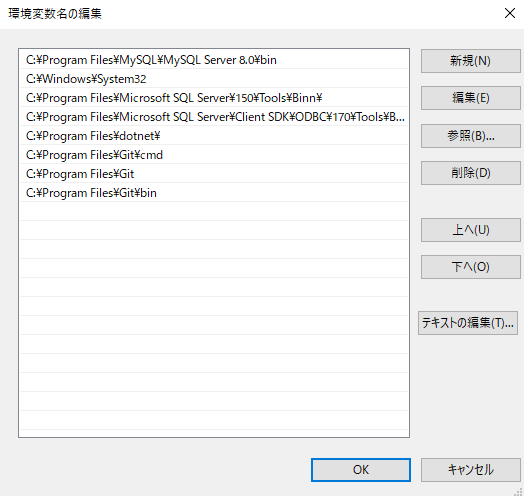 環境変数名の編集
C:¥Program Files¥MySQL¥MySQL Server 8.0¥bin
C:¥Windows¥System32
C:¥Program Files¥Microsoft SQL Server¥150¥Tools¥Binn¥
C:¥Program Files¥Microsoft SQL Server¥Client SDK¥ODBC¥170¥Tools¥B...
C:¥Program Files¥dotnet¥
C:¥Program Files¥Git¥cmd
C:¥Program Files¥Git
C:¥Program Files¥Git¥bin
新規(N)
編集(E)
参照(B)...
削除(D)
上へ(U)
下へ(O)
テキストの編集(T)...
OK
キャンセル